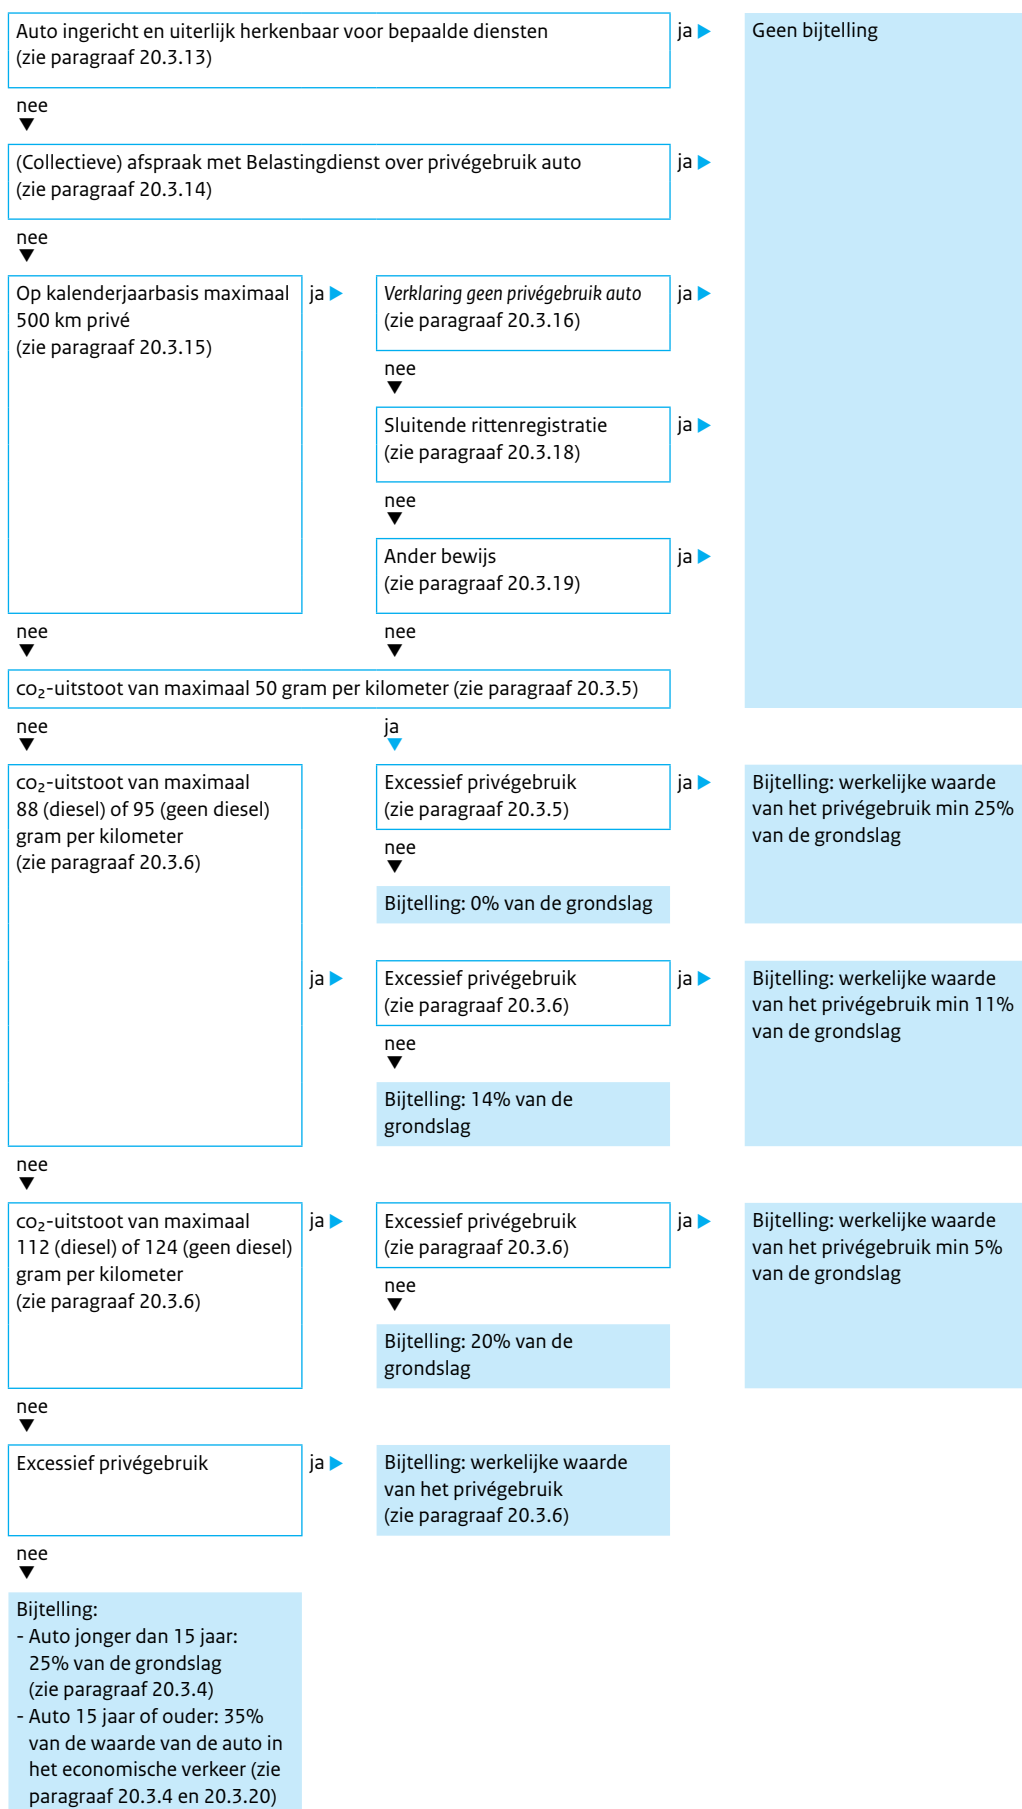 Auto ingericht en uiterlijk herkenbaar voor bepaalde diensten
(zie paragraaf 20.3.13)
ja
Geen bijtelling
nee
(Collectieve) afspraak met Belastingdienst over privégebruik auto
(zie paragraaf 20.3.14)
ja
nee
Op kalenderjaarbasis maximaal
500 km privé
(zie paragraaf 20.3.15)
ja
Verklaring geen privégebruik auto
(zie paragraaf 20.3.16)
ja
nee
Sluitende rittenregistratie
(zie paragraaf 20.3.18)
ja
nee
Ander bewijs
(zie paragraaf 20.3.19)
ja
nee
nee
co₂-uitstoot van maximaal 50 gram per kilometer (zie paragraaf 20.3.5)
nee
ja
co₂-uitstoot van maximaal
88 (diesel) of 95 (geen diesel)
gram per kilometer
(zie paragraaf 20.3.6)
Excessief privégebruik
(zie paragraaf 20.3.5)
ja
Bijtelling: werkelijke waarde
van het privégebruik min 25%
van de grondslag
nee
Bijtelling: 0% van de grondslag
ja
Excessief privégebruik
(zie paragraaf 20.3.6)
ja
Bijtelling: werkelijke waarde
van het privégebruik min 11%
van de grondslag
nee
Bijtelling: 14% van de
grondslag
nee
co₂-uitstoot van maximaal
112 (diesel) of 124 (geen diesel)
gram per kilometer
(zie paragraaf 20.3.6)
ja
Excessief privégebruik
(zie paragraaf 20.3.6)
ja
Bijtelling: werkelijke waarde
van het privégebruik min 5%
van de grondslag
nee
Bijtelling: 20% van de
grondslag
nee
Excessief privégebruik
ja
Bijtelling: werkelijke waarde
van het privégebruik
(zie paragraaf 20.3.6)
nee
Bijtelling:
- Auto jonger dan 15 jaar:
25% van de grondslag
(zie paragraaf 20.3.4)
- Auto 15 jaar of ouder: 35%
van de waarde van de auto in
het economische verkeer (zie
paragraaf 20.3.4 en 20.3.20)